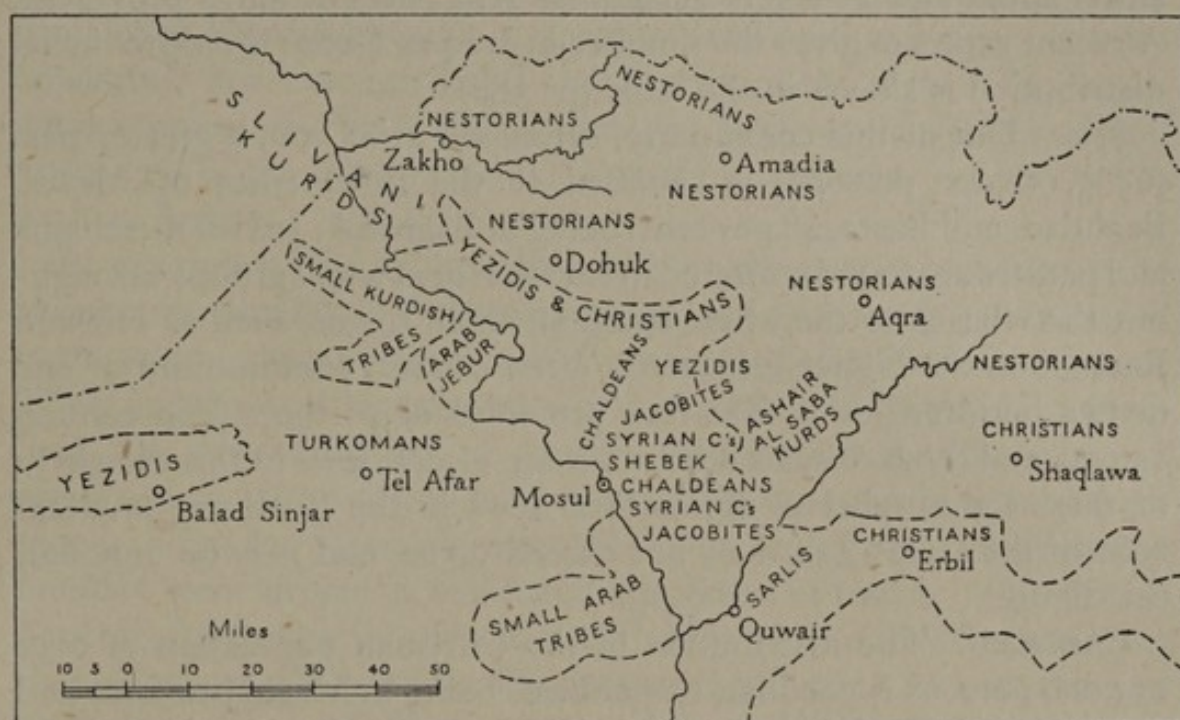 SLIVANI
KURDS
NESTORIANS
NESTORIANS
Zakho
Amadia
NESTORIANS
NESTORIANS
Dohuk
YEZIDIS & CHRISTIANS
SMALL KURDISH
TRIBES
ARAB
JEBUR
NESTORIANS
Aqra
NESTORIANS
CHALDEANS
YEZIDIS
JACOBITES
ASHAIR
AL SABA
KURDS
SYRIAN C's
SHEBEK
CHALDEANS
SYRIAN C's
JACOBITES
Mosul
TURKOMANS
Tel Afar
YEZIDIS
Balad Sinjar
CHRISTIANS
Shaqlawa
CHRISTIANS
Erbil
SARLIS
Quwair
SMALL ARAB
TRIBES
Miles
10 5 0 10 20 30 40 50